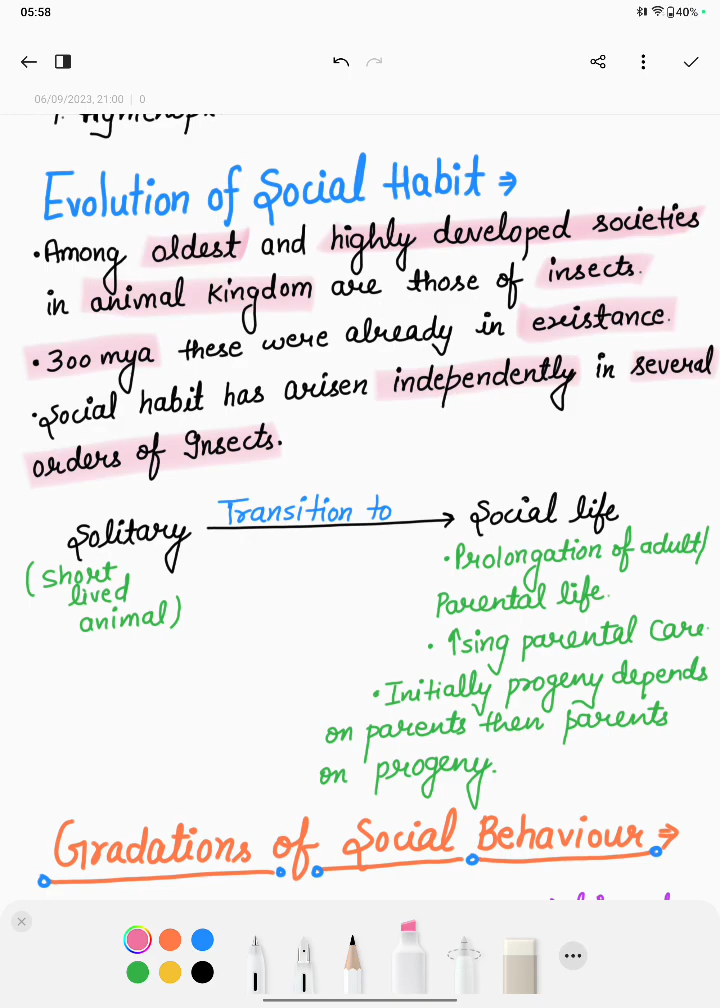 05:58
40%
06/09/2023, 21:00 | 0
Evolution of Social Habit →
• Among oldest and highly developed societies
in animal kingdom are those of insects.
• 300 mya these were already in existance.
• Social habit has arisen independently in several
orders of Insects.
Solitary Transition to → Social life
(Short
lived
animal)
• Prolongation of adult/
Parental life.
• ↑sing parental Care.
• Initially progeny depends
on parents then parents
on progeny.
Gradations of Social Behaviour →